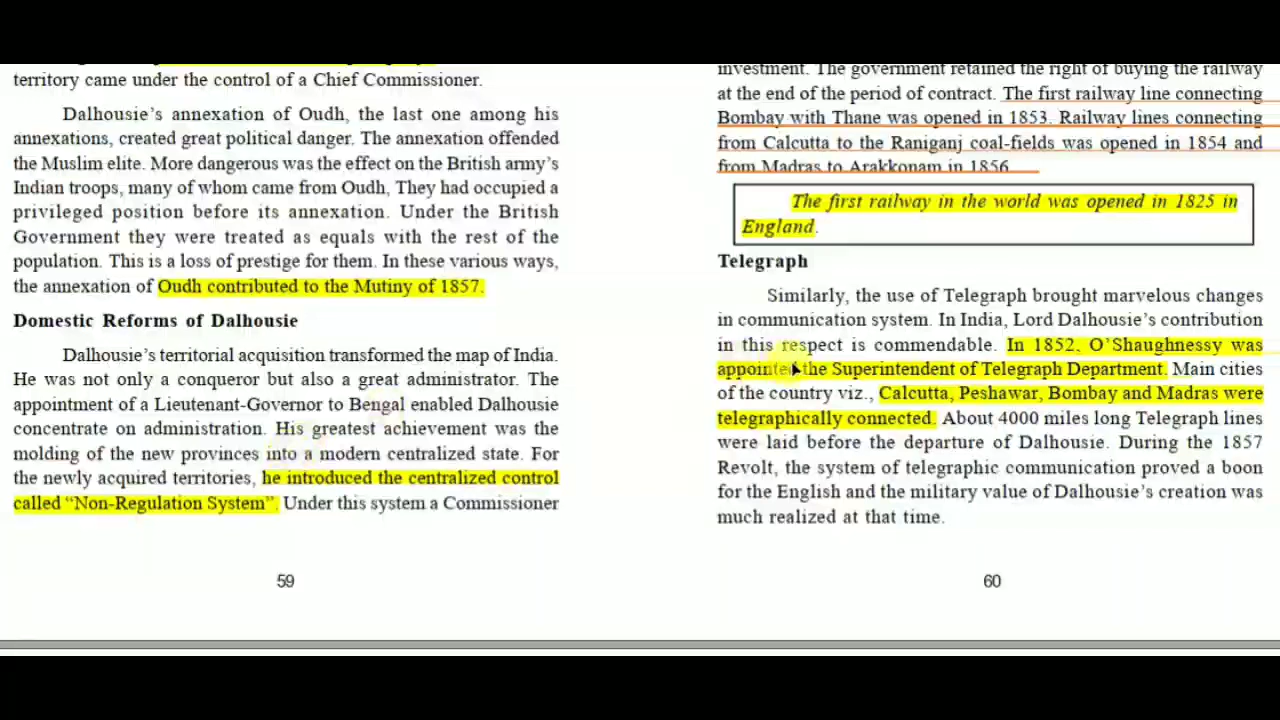 territory came under the control of a Chief Commissioner.
Dalhousie's annexation of Oudh, the last one among his
annexations, created great political danger. The annexation offended
the Muslim elite. More dangerous was the effect on the British army's
Indian troops, many of whom came from Oudh, They had occupied a
privileged position before its annexation. Under the British
Government they were treated as equals with the rest of the
population. This is a loss of prestige for them. In these various ways,
the annexation of Oudh contributed to the Mutiny of 1857.
Domestic Reforms of Dalhousie
Dalhousie's territorial acquisition transformed the map of India.
He was not only a conqueror but also a great administrator. The
appointment of a Lieutenant-Governor to Bengal enabled Dalhousie
concentrate on administration. His greatest achievement was the
molding of the new provinces into a modern centralized state. For
the newly acquired territories, he introduced the centralized control
called "Non-Regulation System". Under this system a Commissioner
59
investment. The government retained the right of buying the railway
at the end of the period of contract. The first railway line connecting
Bombay with Thane was opened in 1853. Railway lines connecting
from Calcutta to the Raniganj coal-fields was opened in 1854 and
from Madras to Arakkonam in 1856.
The first railway in the world was opened in 1825 in
England.
Telegraph
Similarly, the use of Telegraph brought marvelous changes
in communication system. In India, Lord Dalhousie's contribution
in this respect is commendable. In 1852, O'Shaughnessy was
appointed the Superintendent of Telegraph Department. Main cities
of the country viz., Calcutta, Peshawar, Bombay and Madras were
telegraphically connected. About 4000 miles long Telegraph lines
were laid before the departure of Dalhousie. During the 1857
Revolt, the system of telegraphic communication proved a boon
for the English and the military value of Dalhousie's creation was
much realized at that time.
60